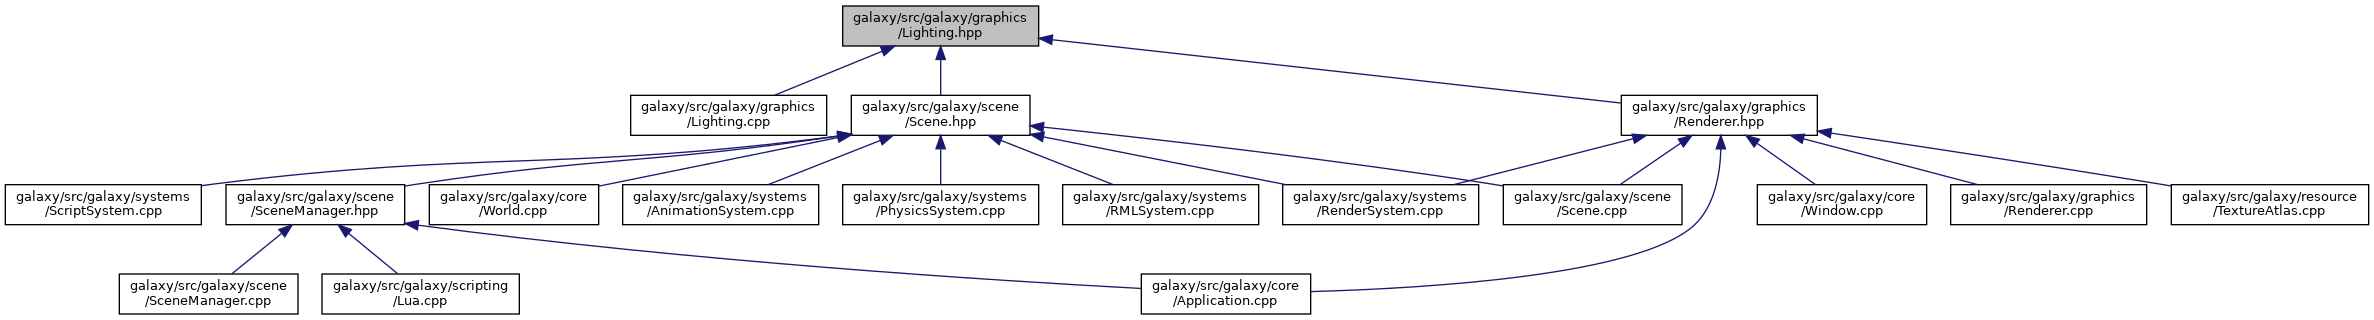 galaxy/src/galaxy/graphics
/Lighting.hpp
galaxy/src/galaxy/graphics
/Lighting.cpp
galaxy/src/galaxy/scene
/Scene.hpp
galaxy/src/galaxy/graphics
/Renderer.hpp
galaxy/src/galaxy/systems
/ScriptSystem.cpp
galaxy/src/galaxy/scene
/SceneManager.hpp
galaxy/src/galaxy/core
/World.cpp
galaxy/src/galaxy/systems
/AnimationSystem.cpp
galaxy/src/galaxy/systems
/PhysicsSystem.cpp
galaxy/src/galaxy/systems
/RMLSystem.cpp
galaxy/src/galaxy/systems
/RenderSystem.cpp
galaxy/src/galaxy/scene
/Scene.cpp
galaxy/src/galaxy/core
/Window.cpp
galaxy/src/galaxy/graphics
/Renderer.cpp
galaxy/src/galaxy/resource
/TextureAtlas.cpp
galaxy/src/galaxy/scene
/SceneManager.cpp
galaxy/src/galaxy/scripting
/Lua.cpp
galaxy/src/galaxy/core
/Application.cpp